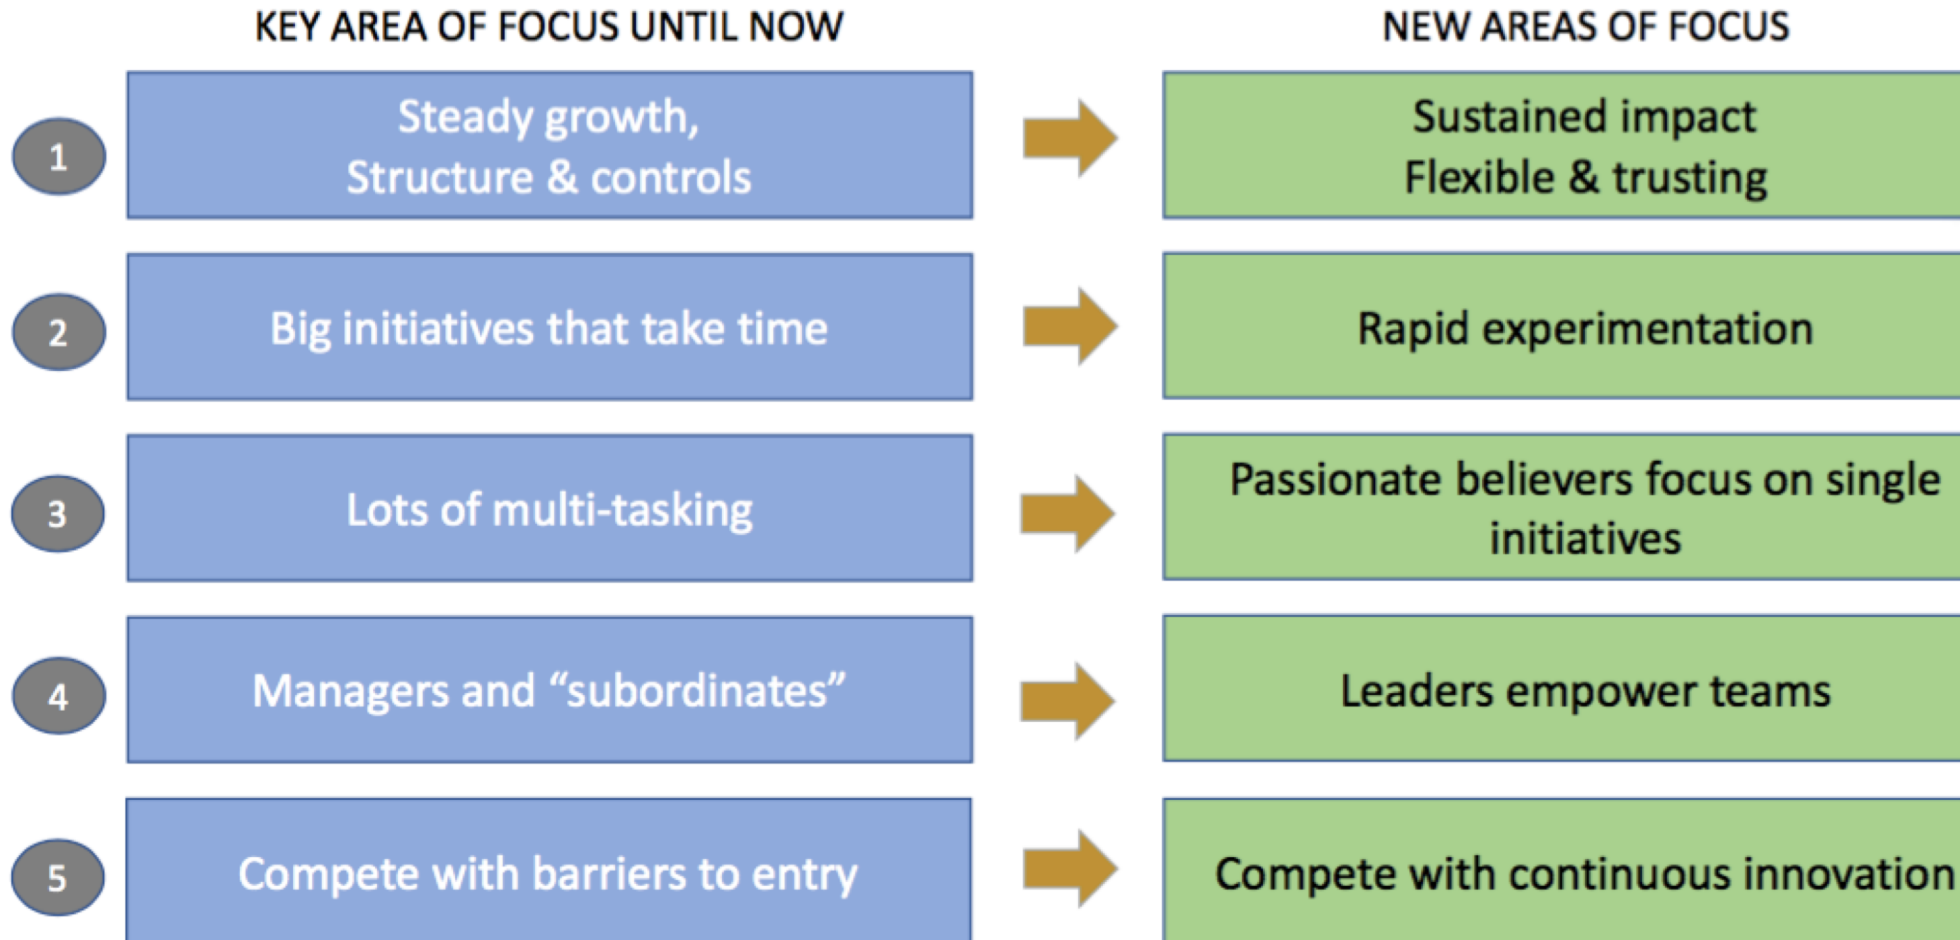 KEY AREA OF FOCUS UNTIL NOW
NEW AREAS OF FOCUS
1
Steady growth,
Structure & controls
Sustained impact
Flexible & trusting
2
Big initiatives that take time
Rapid experimentation
3
Lots of multi-tasking
Passionate believers focus on single
initiatives
4
Managers and “subordinates”
Leaders empower teams
5
Compete with barriers to entry
Compete with continuous innovation